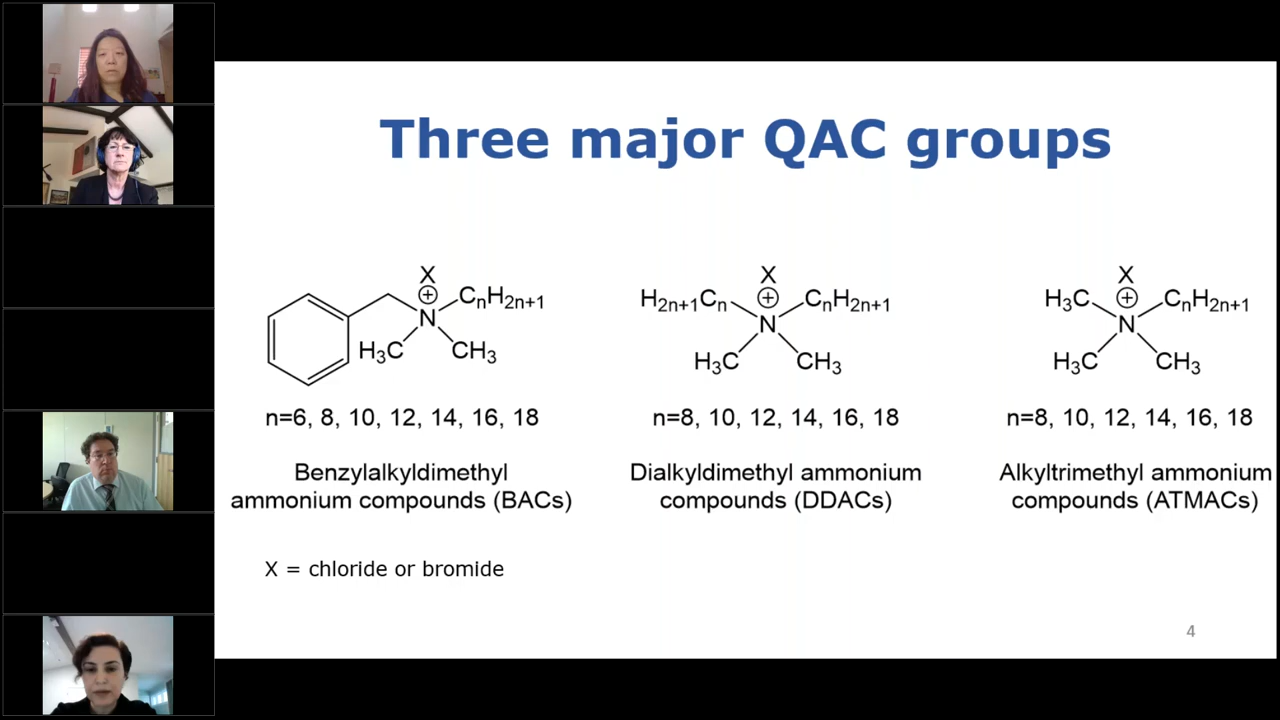 Three major QAC groups
X
⊕
N
CₙH₂ₙ₊₁
H₃C
CH₃
n=6, 8, 10, 12, 14, 16, 18
Benzylalkyldimethyl
ammonium compounds (BACs)
X
⊕
H₂ₙ₊₁Cₙ
N
CₙH₂ₙ₊₁
H₃C
CH₃
n=8, 10, 12, 14, 16, 18
Dialkyldimethyl ammonium
compounds (DDACs)
X
⊕
H₃C
N
CₙH₂ₙ₊₁
H₃C
CH₃
n=8, 10, 12, 14, 16, 18
Alkyltrimethyl ammonium
compounds (ATMACs)
X = chloride or bromide
4